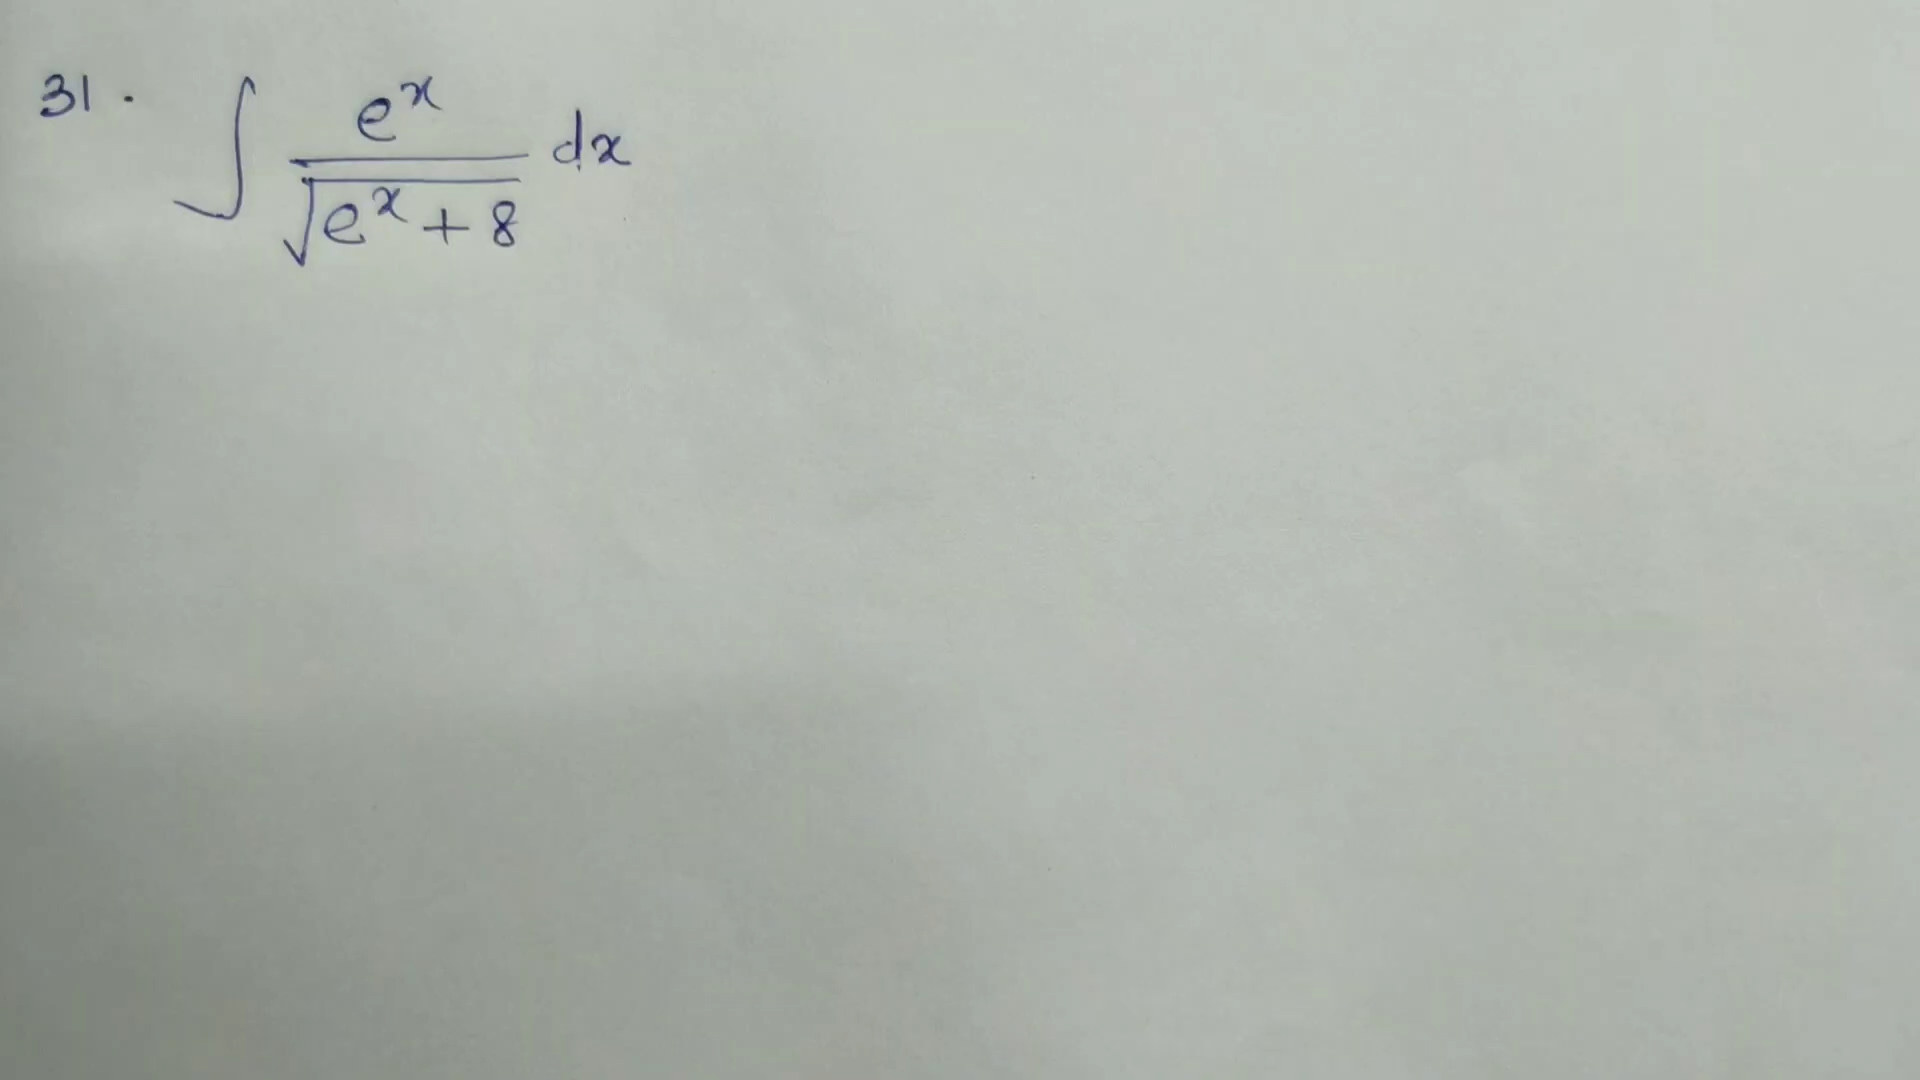 31. ∫ e^x / √(e^x + 8) dx